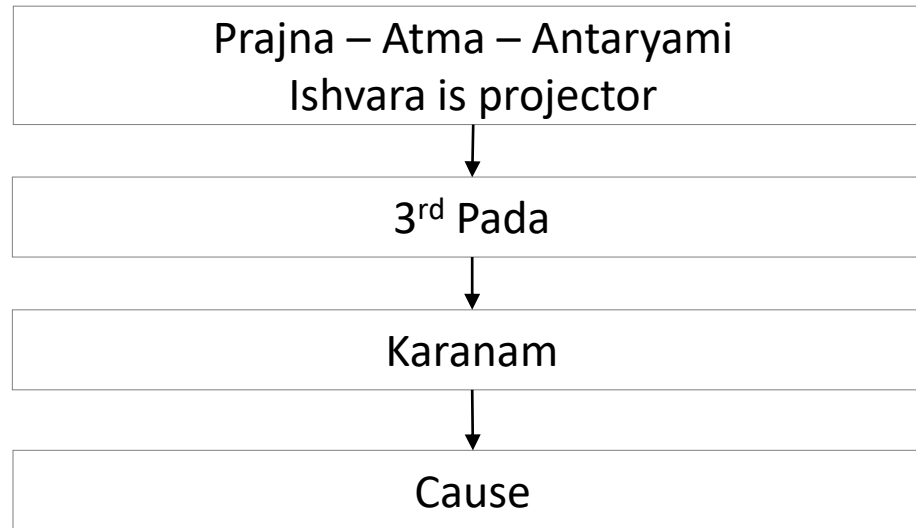 Prajna – Atma – Antaryami
Ishvara is projector
3rd Pada
Karanam
Cause